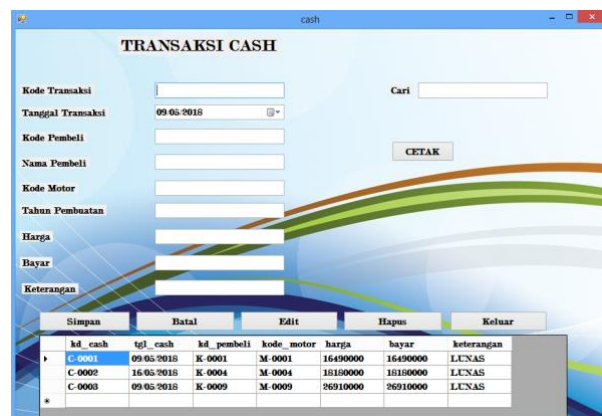 cash
TRANSAKSI CASH
Kode Transaksi
Cari
Tanggal Transaksi 09/05/2018
Kode Pembeli
CETAK
Nama Pembeli
Kode Motor
Tahun Pembuatan
Harga
Bayar
Keterangan
Simpan Batal Edit Hapus Keluar
kd_cash tgl_cash kd_pembeli kode_motor harga bayar keterangan
C-0001 09/05/2018 K-0001 M-0001 16490000 16490000 LUNAS
C-0002 16/05/2018 K-0004 M-0004 18180000 18180000 LUNAS
C-0003 09/05/2018 K-0009 M-0009 26910000 26910000 LUNAS